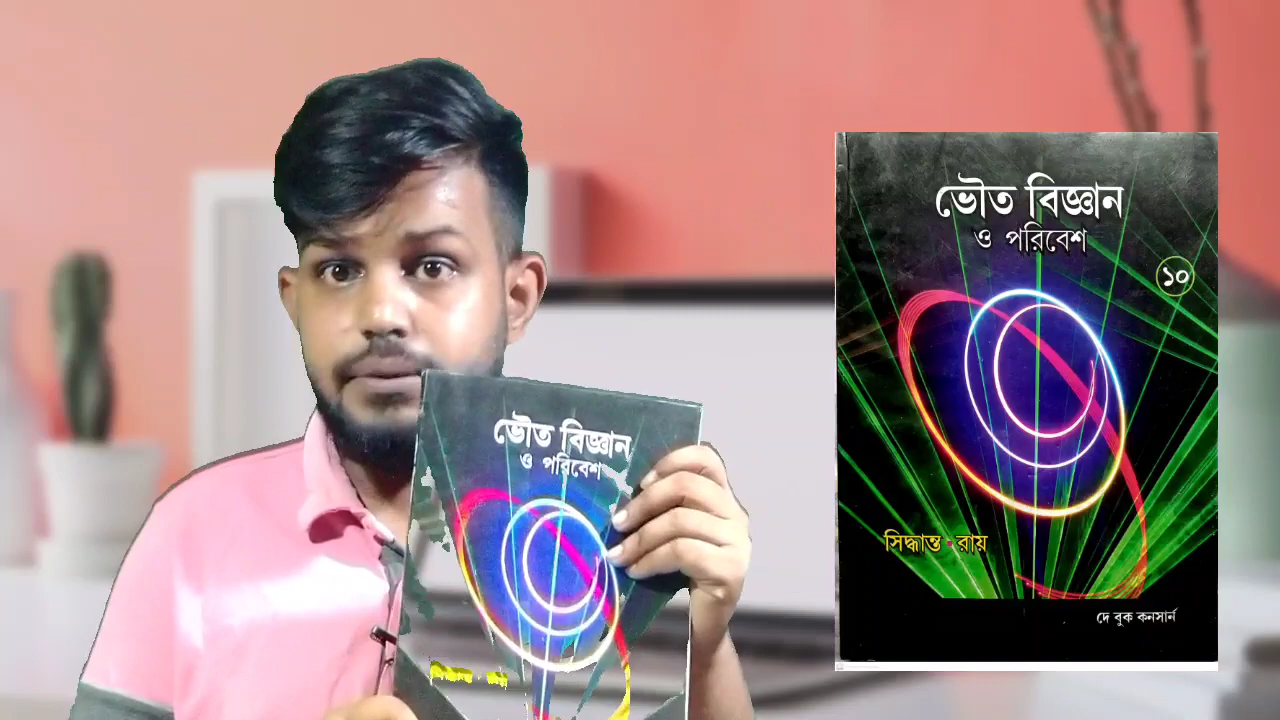 ভৌত বিজ্ঞান
ও পরিবেশ
ভৌত বিজ্ঞান
ও পরিবেশ
১০
সিদ্ধান্ত - রায়
দে বুক কনসার্ন